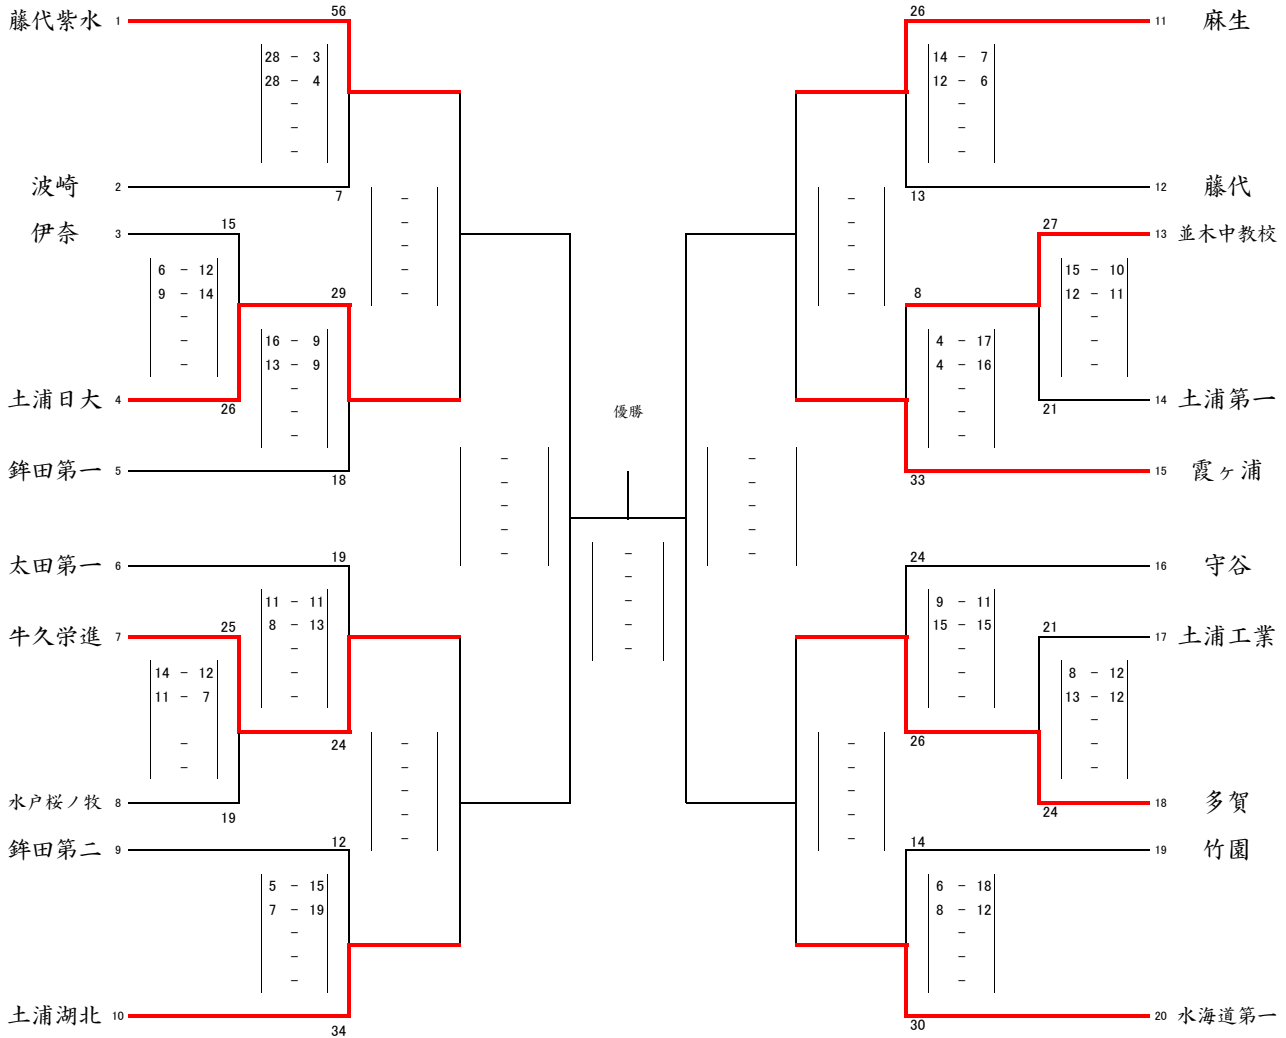 藤代紫水 1
56
28 - 3
28 - 4
-
-
-
波崎 2
7
伊奈 3
15
6 - 12
9 - 14
-
-
-
土浦日大 4
26
29
16 - 9
13 - 9
-
-
-
鉾田第一 5
18
-
-
-
-
-
太田第一 6
19
11 - 11
8 - 13
-
-
-
牛久栄進 7
25
14 - 12
11 - 7
-
-
水戸桜ノ牧 8
19
24
鉾田第二 9
12
5 - 15
7 - 19
-
-
-
土浦湖北 10
34
-
-
-
-
-
-
-
-
-
-
優勝
-
-
-
-
-
-
-
-
-
-
26
11 麻生
14 - 7
12 - 6
-
-
-
13
12 藤代
-
-
-
-
-
27
13 並木中教校
15 - 10
12 - 11
-
-
-
21
14 土浦第一
8
4 - 17
4 - 16
-
-
-
33
15 霞ヶ浦
24
16 守谷
9 - 11
15 - 15
-
-
-
26
21
17 土浦工業
8 - 12
13 - 12
-
-
-
24
18 多賀
-
-
-
-
-
14
19 竹園
6 - 18
8 - 12
-
-
-
30
20 水海道第一